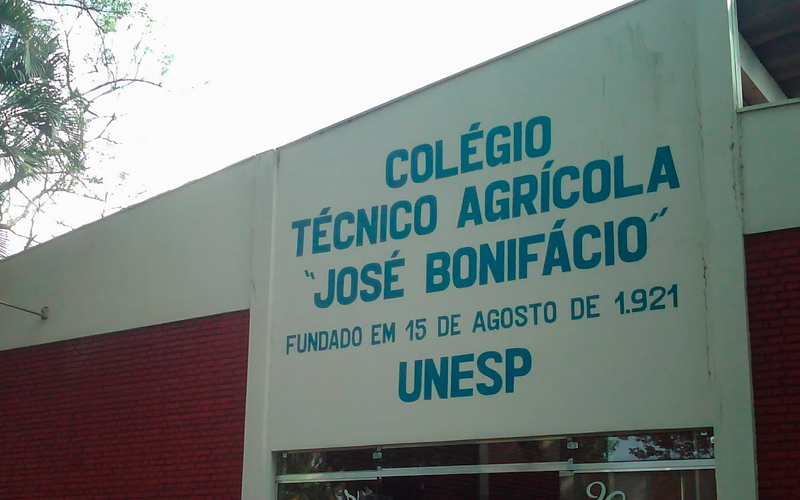 COLÉGIO
TÉCNICO AGRÍCOLA
"JOSÉ BONIFÁCIO"
FUNDADO EM 15 DE AGOSTO DE 1.921
UNESP